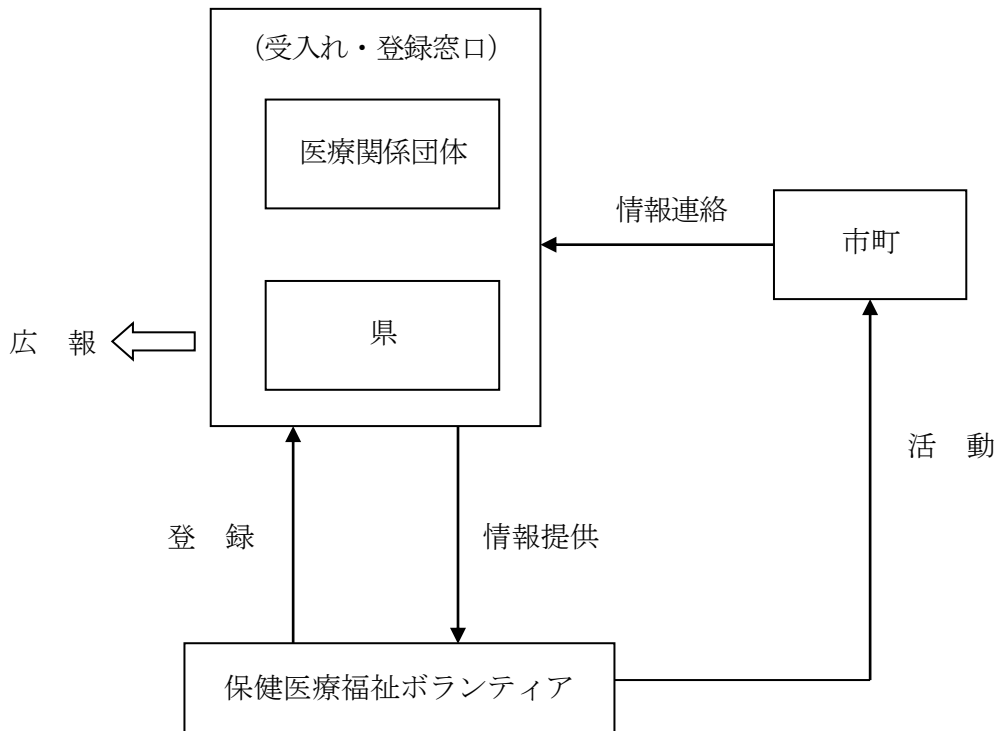 (受入れ・登録窓口)
医療関係団体
情報連絡
市町
県
広　報
活　動
登　録
情報提供
保健医療福祉ボランティア